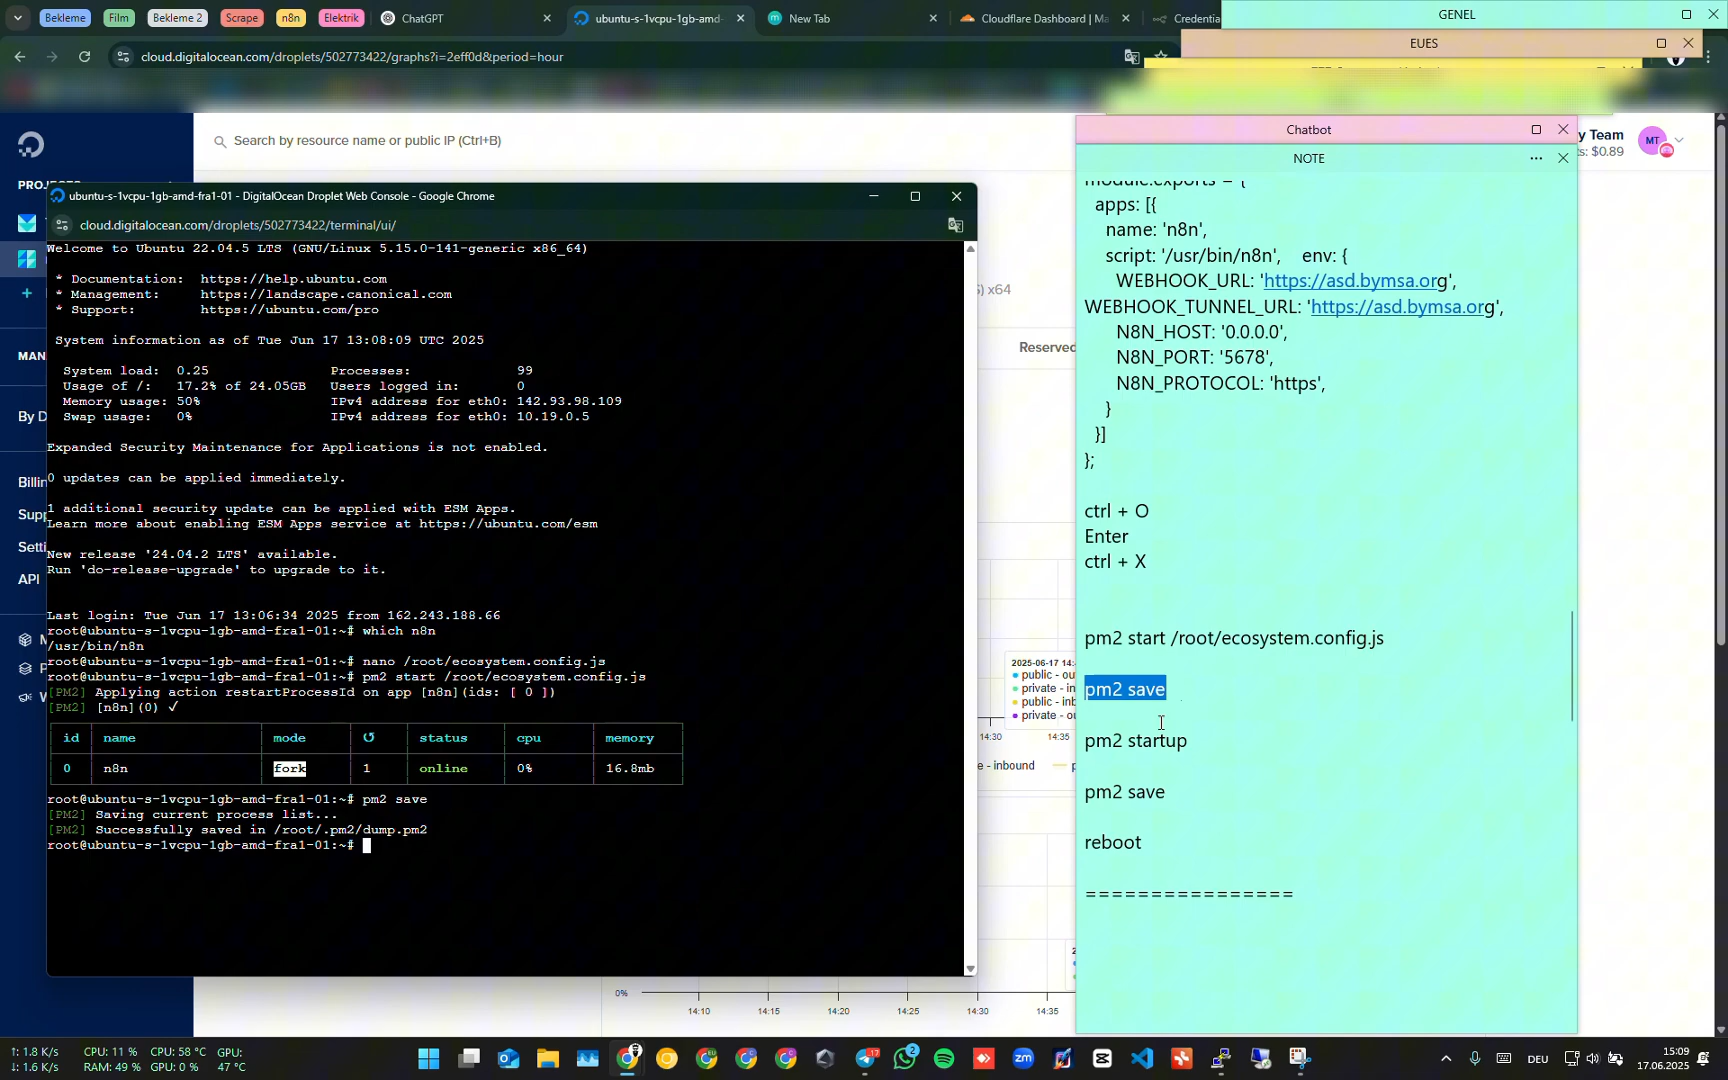 Bekleme
Film
Bekleme 2
Scrape
n8n
Elektrik
ChatGPT
ubuntu-s-1vcpu-1gb-amd-
New Tab
Cloudflare Dashboard | Ma
Credentia
GENEL
EUES
cloud.digitalocean.com/droplets/502773422/graphs?i=2eff0d&period=hour
Search by resource name or public IP (Ctrl+B)
y Team
ts: $0.89
MT
Chatbot
NOTE
PROJE
MAN
By D
Billin
Supp
Setti
API
ubuntu-s-1vcpu-1gb-amd-fra1-01 - DigitalOcean Droplet Web Console - Google Chrome
cloud.digitalocean.com/droplets/502773422/terminal/ui/
Welcome to Ubuntu 22.04.5 LTS (GNU/Linux 5.15.0-141-generic x86_64)
* Documentation: https://help.ubuntu.com
* Management: https://landscape.canonical.com
* Support: https://ubuntu.com/pro
System information as of Tue Jun 17 13:08:09 UTC 2025
System load: 0.25 Processes: 99
Usage of /: 17.2% of 24.05GB Users logged in: 0
Memory usage: 50% IPv4 address for eth0: 142.93.98.109
Swap usage: 0% IPv4 address for eth0: 10.19.0.5
Expanded Security Maintenance for Applications is not enabled.
0 updates can be applied immediately.
1 additional security update can be applied with ESM Apps.
Learn more about enabling ESM Apps service at https://ubuntu.com/esm
New release '24.04.2 LTS' available.
Run 'do-release-upgrade' to upgrade to it.
Last login: Tue Jun 17 13:06:34 2025 from 162.243.188.66
root@ubuntu-s-1vcpu-1gb-amd-fra1-01:~# which n8n
/usr/bin/n8n
root@ubuntu-s-1vcpu-1gb-amd-fra1-01:~# nano /root/ecosystem.config.js
root@ubuntu-s-1vcpu-1gb-amd-fra1-01:~# pm2 start /root/ecosystem.config.js
[PM2] Applying action restartProcessId on app [n8n](ids: [ 0 ])
[PM2] [n8n](0) ✓
id name mode ↺ status cpu memory
0 n8n fork 1 online 0% 16.8mb
root@ubuntu-s-1vcpu-1gb-amd-fra1-01:~# pm2 save
[PM2] Saving current process list...
[PM2] Successfully saved in /root/.pm2/dump.pm2
root@ubuntu-s-1vcpu-1gb-amd-fra1-01:~#
) x64
Reserved
2025-06-17 14:
public - ou
private - in
public - inb
private - ou
14:30 14:35
e - inbound
0%
14:10 14:15 14:20 14:25 14:30 14:35
module.exports = {
apps: [{
name: 'n8n',
script: '/usr/bin/n8n', env: {
WEBHOOK_URL: 'https://asd.bymsa.org',
WEBHOOK_TUNNEL_URL: 'https://asd.bymsa.org',
N8N_HOST: '0.0.0.0',
N8N_PORT: '5678',
N8N_PROTOCOL: 'https',
}
}]
};
ctrl + O
Enter
ctrl + X
pm2 start /root/ecosystem.config.js
pm2 save
pm2 startup
pm2 save
reboot
================
↑: 1.8 K/s CPU: 11 % CPU: 58 °C GPU:
↓: 1.6 K/s RAM: 49 % GPU: 0 % 47 °C
17
2
zm
DEU
15:09
17.06.2025